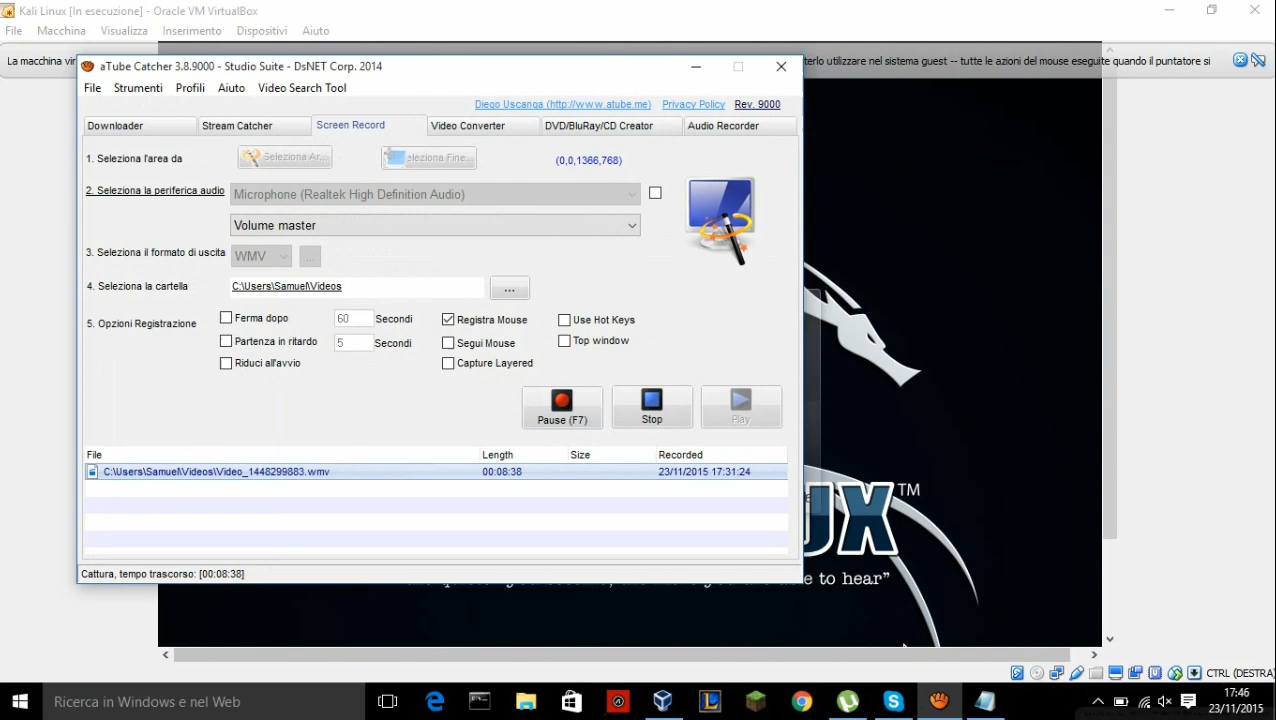 Kali Linux [In esecuzione] - Oracle VM VirtualBox
File Macchina Visualizza Inserimento Dispositivi Aiuto
La macchina vir
terlo utilizzare nel sistema guest -- tutte le azioni del mouse eseguite quando il puntatore si
aTube Catcher 3.8.9000 - Studio Suite - DsNET Corp. 2014
File Strumenti Profili Aiuto Video Search Tool
Diego Uscanga (http://www.atube.me) Privacy Policy Rev. 9000
Downloader Stream Catcher Screen Record Video Converter DVD/BluRay/CD Creator Audio Recorder
1. Seleziona l'area da Seleziona Ar... eleziona Fine... (0,0,1366,768)
2. Seleziona la periferica audio Microphone (Realtek High Definition Audio)
Volume master
3. Seleziona il formato di uscita WMV ...
4. Seleziona la cartella C:\Users\Samuel\Videos ...
5. Opzioni Registrazione Ferma dopo 60 Secondi Registra Mouse Use Hot Keys
Partenza in ritardo 5 Secondi Segui Mouse Top window
Riduci all'avvio Capture Layered
Pause (F7) Stop Play
File Length Size Recorded
C:\Users\Samuel\Videos\Video_1448299883.wmv 00:08:38 23/11/2015 17:31:24
UX TM
Cattura, tempo trascorso: [00:08:38]
e to hear”
CTRL (DESTRA)
Ricerca in Windows e nel Web
17:46
23/11/2015